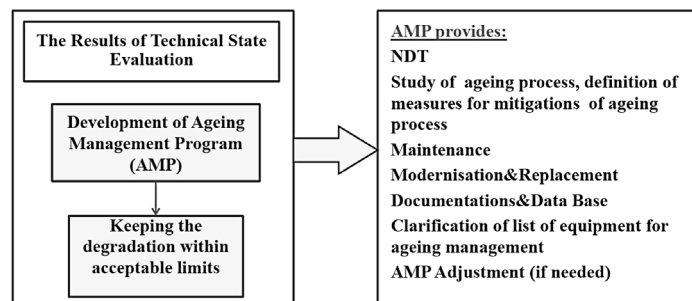 The Results of Technical State
Evaluation
Development of Ageing
Management Program
(AMP)
Keeping the
degradation within
acceptable limits
AMP provides:
NDT
Study of ageing process, definition of
measures for mitigations of ageing
process
Maintenance
Modernisation&Replacement
Documentations&Data Base
Clarification of list of equipment for
ageing management
AMP Adjustment (if needed)